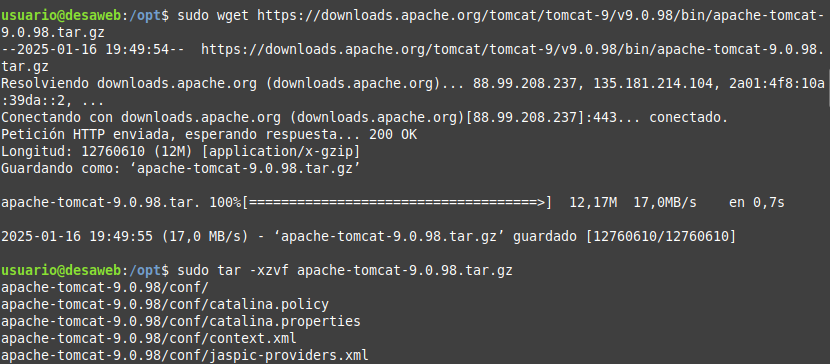 usuario@desaweb:/opt$ sudo wget https://downloads.apache.org/tomcat/tomcat-9/v9.0.98/bin/apache-tomcat-
9.0.98.tar.gz
--2025-01-16 19:49:54--  https://downloads.apache.org/tomcat/tomcat-9/v9.0.98/bin/apache-tomcat-9.0.98.
tar.gz
Resolviendo downloads.apache.org (downloads.apache.org)... 88.99.208.237, 135.181.214.104, 2a01:4f8:10a
:39da::2, ...
Conectando con downloads.apache.org (downloads.apache.org)[88.99.208.237]:443... conectado.
Petición HTTP enviada, esperando respuesta... 200 OK
Longitud: 12760610 (12M) [application/x-gzip]
Guardando como: ‘apache-tomcat-9.0.98.tar.gz’
apache-tomcat-9.0.98.tar. 100%[====================================>]  12,17M  17,0MB/s    en 0,7s
2025-01-16 19:49:55 (17,0 MB/s) - ‘apache-tomcat-9.0.98.tar.gz’ guardado [12760610/12760610]
usuario@desaweb:/opt$ sudo tar -xzvf apache-tomcat-9.0.98.tar.gz
apache-tomcat-9.0.98/conf/
apache-tomcat-9.0.98/conf/catalina.policy
apache-tomcat-9.0.98/conf/catalina.properties
apache-tomcat-9.0.98/conf/context.xml
apache-tomcat-9.0.98/conf/jaspic-providers.xml